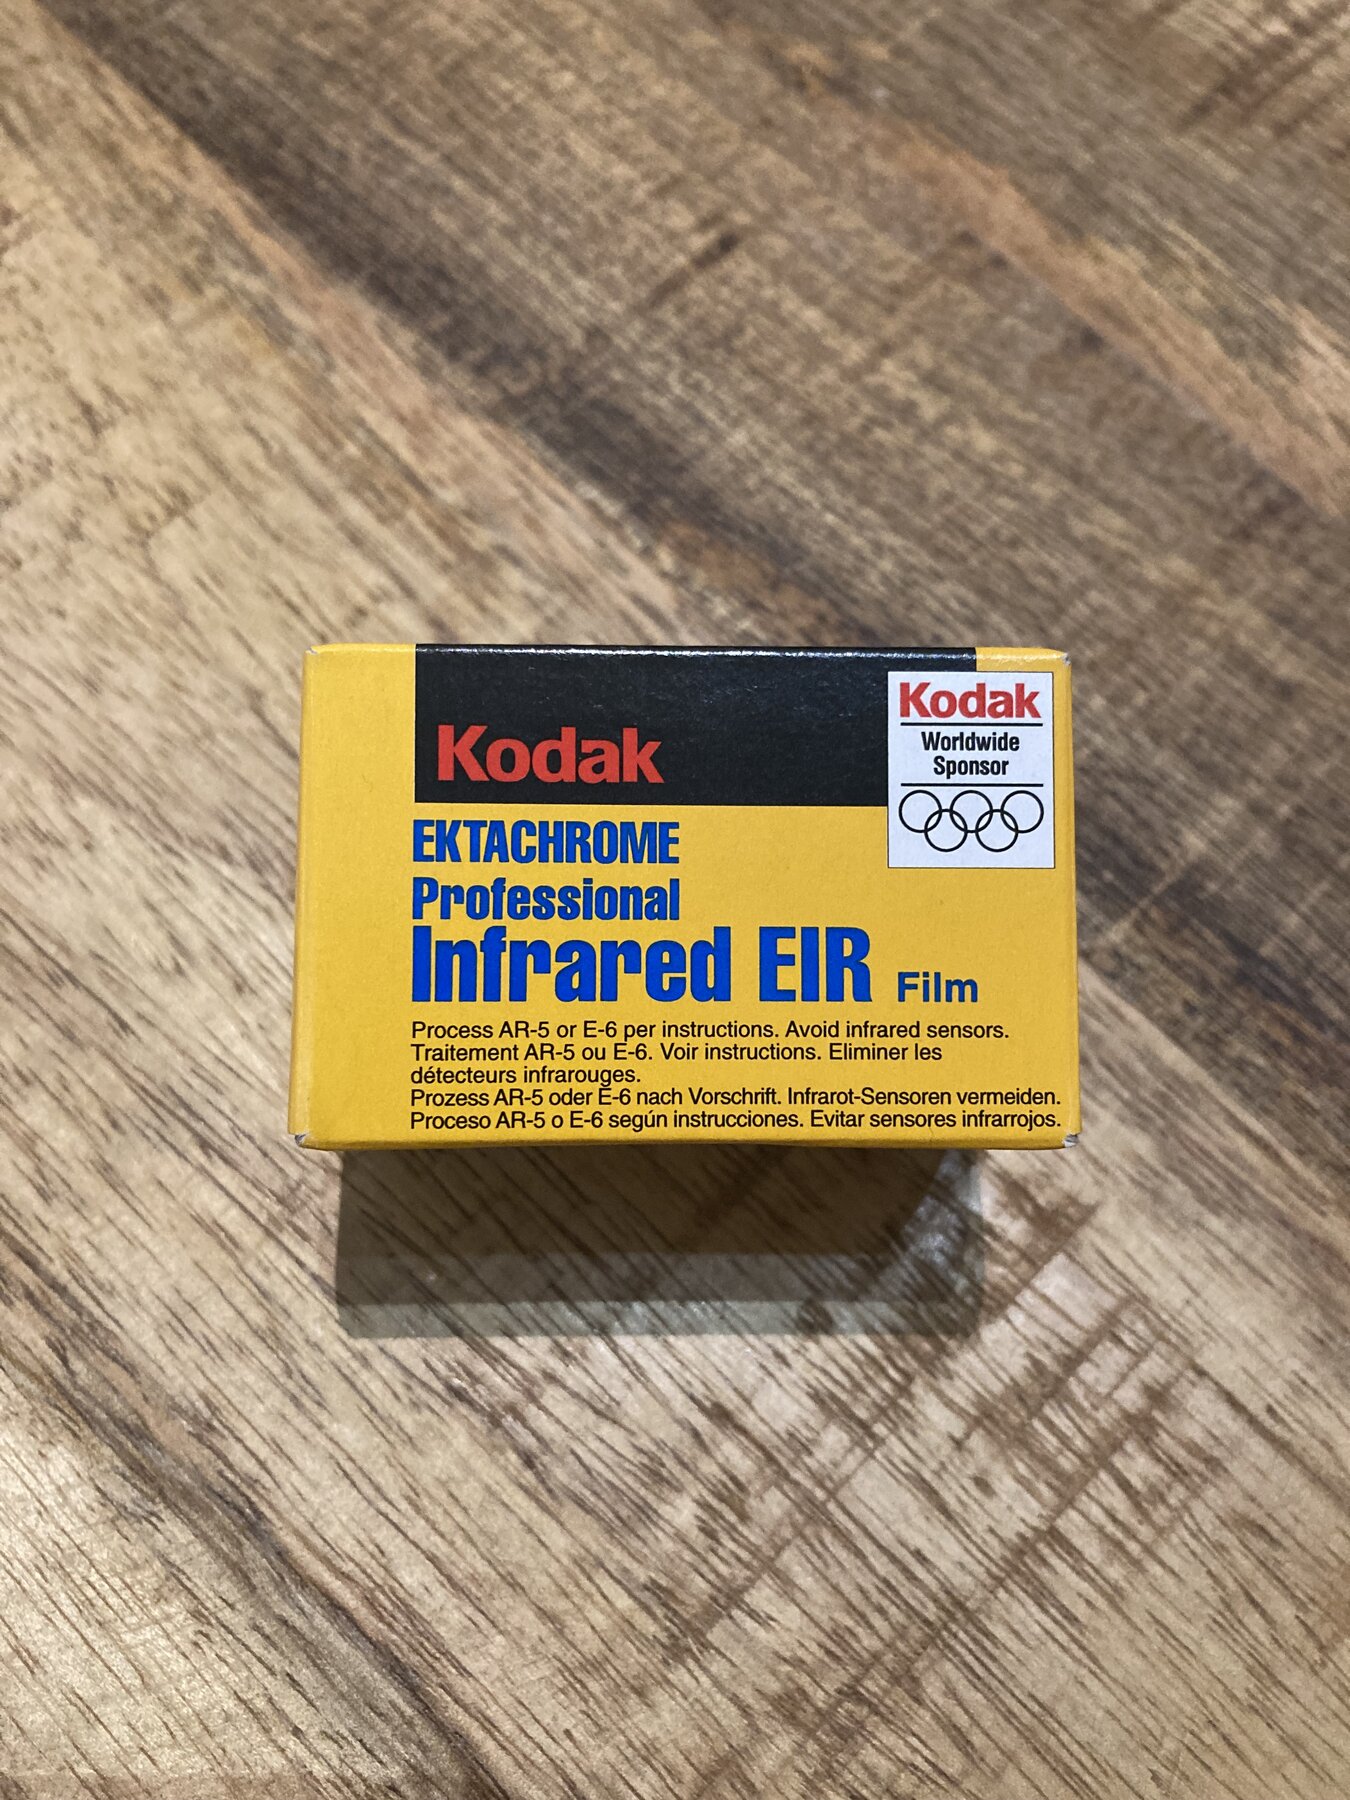 Kodak
Kodak
Worldwide
Sponsor
EKTACHROME
Professional
Infrared EIR Film
Process AR-5 or E-6 per instructions. Avoid infrared sensors.
Traitement AR-5 ou E-6. Voir instructions. Eliminer les
détecteurs infrarouges.
Prozess AR-5 oder E-6 nach Vorschrift. Infrarot-Sensoren vermeiden.
Proceso AR-5 o E-6 según instrucciones. Evitar sensores infrarrojos.